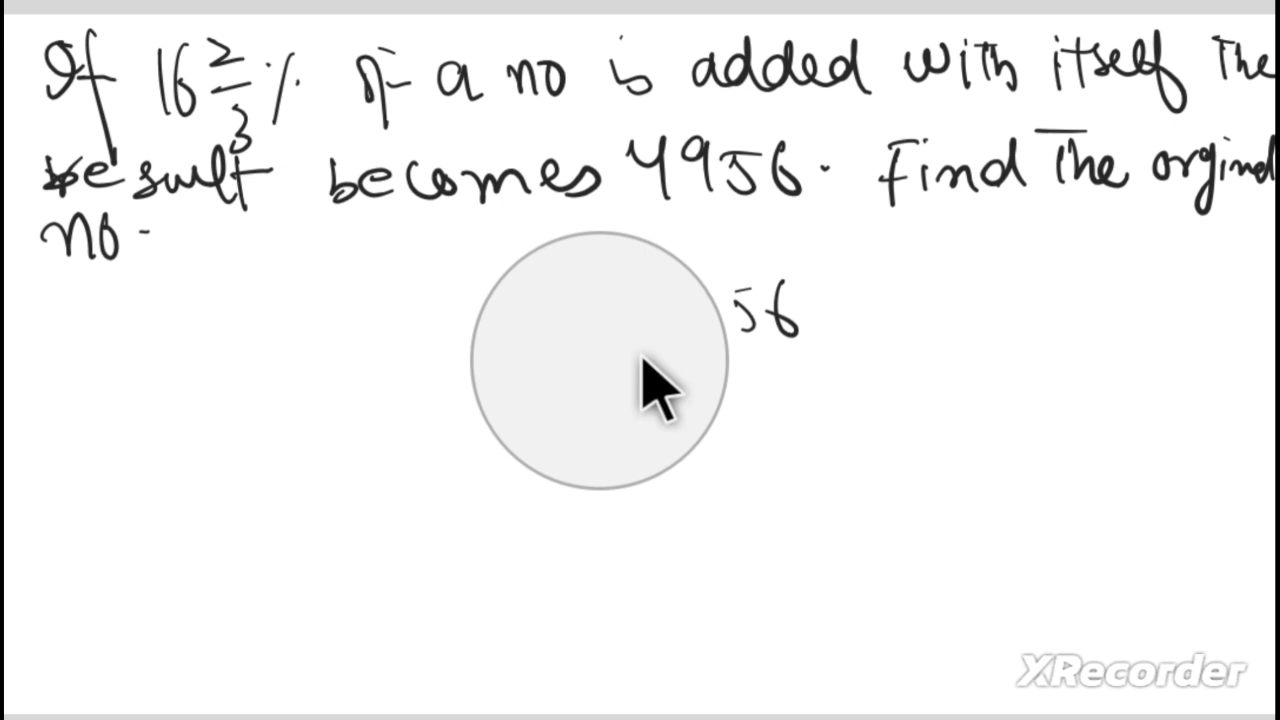 If 16 2/3 % of a no is added with itself The
result becomes 4956. Find The orginal
no.
56
XRecorder